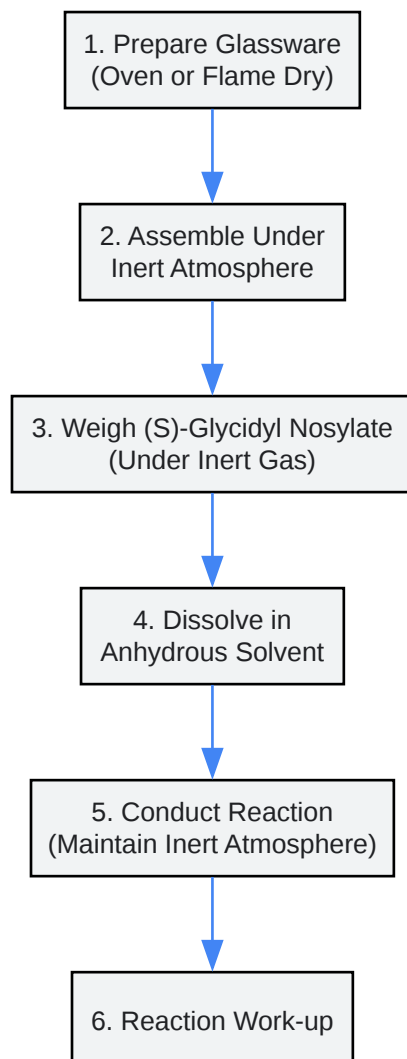 1. Prepare Glassware
(Oven or Flame Dry)
2. Assemble Under
Inert Atmosphere
3. Weigh (S)-Glycidyl Nosylate
(Under Inert Gas)
4. Dissolve in
Anhydrous Solvent
5. Conduct Reaction
(Maintain Inert Atmosphere)
6. Reaction Work-up